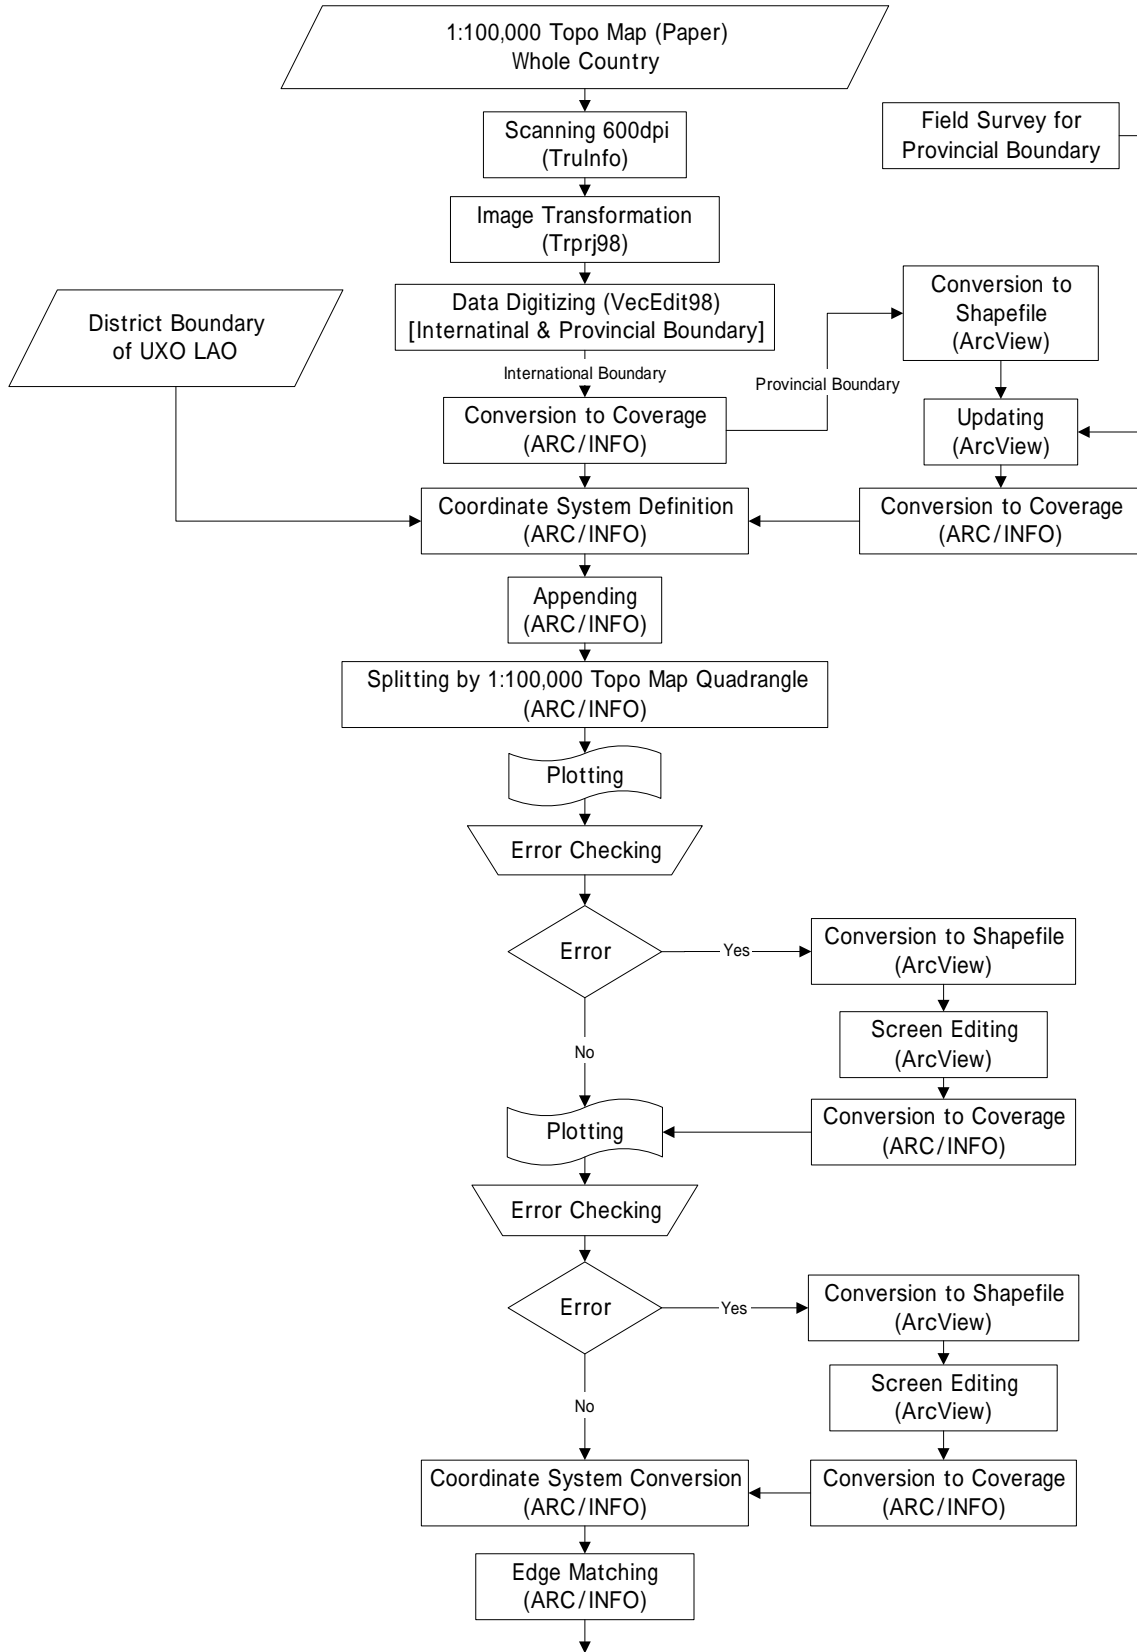 1:100,000 Topo Map (Paper)
Whole Country
Scanning 600dpi
(TruInfo)
Field Survey for
Provincial Boundary
Image Transformation
(Trprj98)
Data Digitizing (VecEdit98)
[Internatinal & Provincial Boundary]
Conversion to
Shapefile
(ArcView)
District Boundary
of UXO LAO
International Boundary
Provincial Boundary
Conversion to Coverage
(ARC/INFO)
Updating
(ArcView)
Coordinate System Definition
(ARC/INFO)
Conversion to Coverage
(ARC/INFO)
Appending
(ARC/INFO)
Splitting by 1:100,000 Topo Map Quadrangle
(ARC/INFO)
Plotting
Error Checking
Error
Yes
Conversion to Shapefile
(ArcView)
Screen Editing
(ArcView)
No
Plotting
Conversion to Coverage
(ARC/INFO)
Error Checking
Error
Yes
Conversion to Shapefile
(ArcView)
Screen Editing
(ArcView)
No
Coordinate System Conversion
(ARC/INFO)
Conversion to Coverage
(ARC/INFO)
Edge Matching
(ARC/INFO)